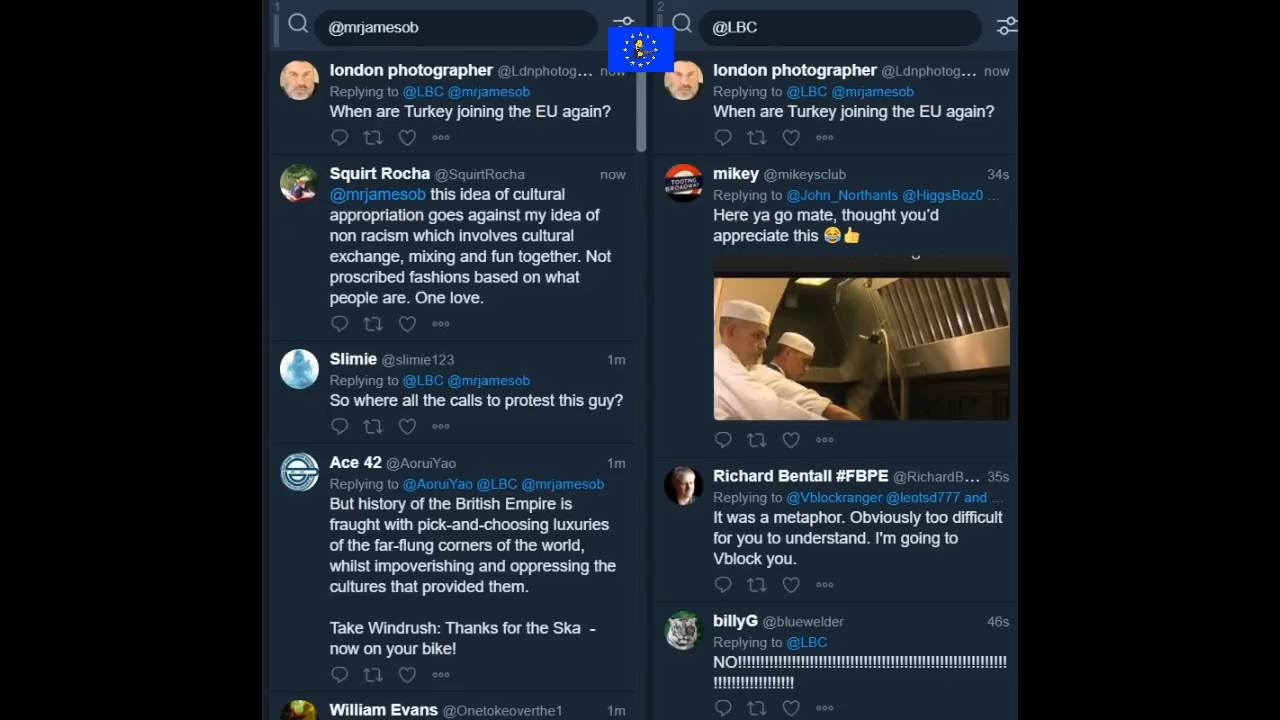 1
@mrjamesob
london photographer @Ldnphotog... now
Replying to @LBC @mrjamesob
When are Turkey joining the EU again?
Squirt Rocha @SquirtRocha now
@mrjamesob this idea of cultural
appropriation goes against my idea of
non racism which involves cultural
exchange, mixing and fun together. Not
proscribed fashions based on what
people are. One love.
Slimie @slimie123 1m
Replying to @LBC @mrjamesob
So where all the calls to protest this guy?
Ace 42 @AoruiYao 1m
Replying to @AoruiYao @LBC @mrjamesob
But history of the British Empire is
fraught with pick-and-choosing luxuries
of the far-flung corners of the world,
whilst impoverishing and oppressing the
cultures that provided them.
Take Windrush: Thanks for the Ska -
now on your bike!
William Evans @Onetokeoverthe1 1m
2
@LBC
london photographer @Ldnphotog... now
Replying to @LBC @mrjamesob
When are Turkey joining the EU again?
TOOTING BROADWAY
mikey @mikeysclub 34s
Replying to @John_Northants @HiggsBoz0 ...
Here ya go mate, thought you'd
appreciate this 😂👍
Richard Bentall #FBPE @RichardB... 35s
Replying to @Vblockranger @leotsd777 and ...
It was a metaphor. Obviously too difficult
for you to understand. I'm going to
Vblock you.
billyG @bluewelder 46s
Replying to @LBC
NO!!!!!!!!!!!!!!!!!!!!!!!!!!!!!!!!!!!!!!!!!!!!!!!!!!!!!!!!!!!!
!!!!!!!!!!!!!!!!!!